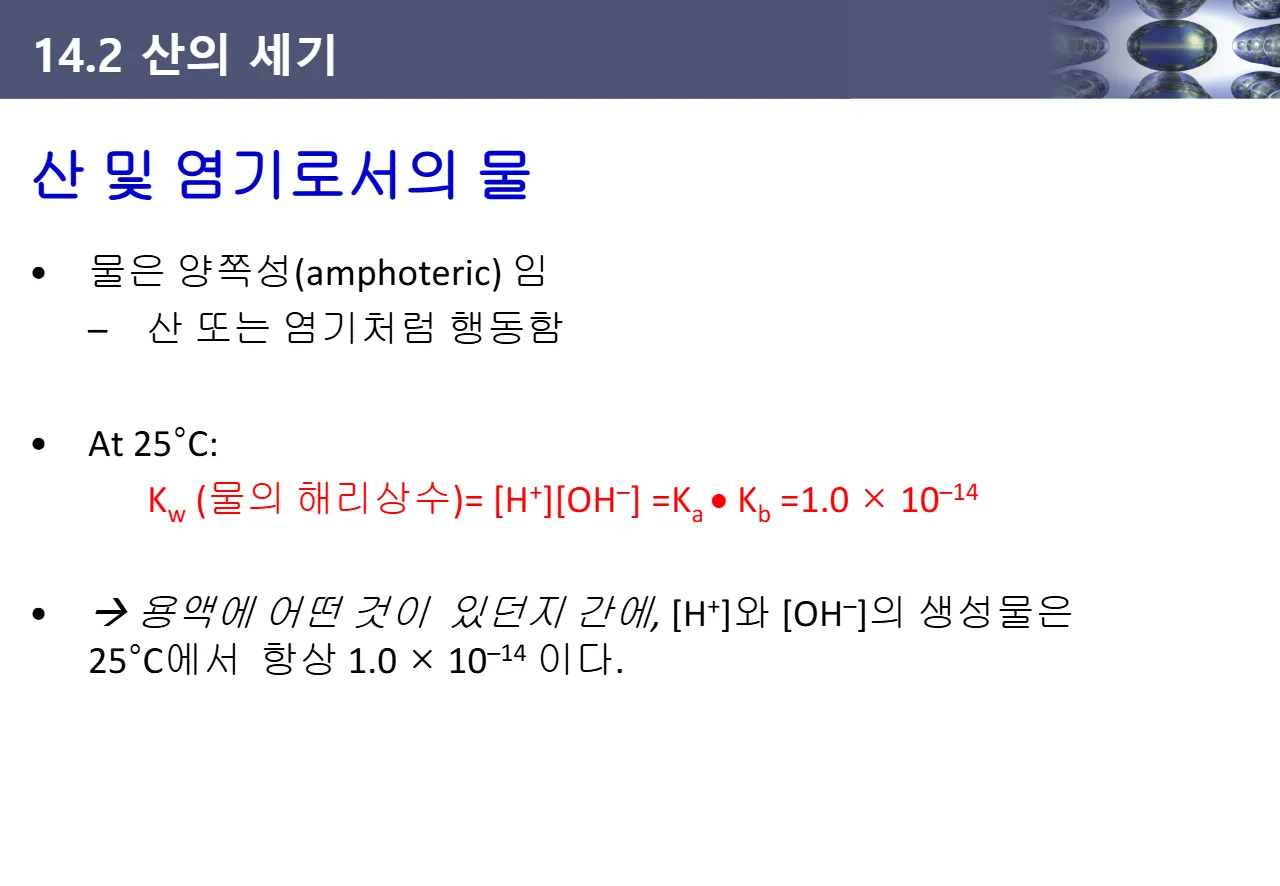 14.2 산의 세기
산 및 염기로서의 물
• 물은 양쪽성(amphoteric) 임
– 산 또는 염기처럼 행동함
• At 25°C:
K_w (물의 해리상수)= [H⁺][OH⁻] =K_a • K_b =1.0 × 10⁻¹⁴
• → 용액에 어떤 것이 있던지 간에, [H⁺]와 [OH⁻]의 생성물은
25°C에서 항상 1.0 × 10⁻¹⁴ 이다.